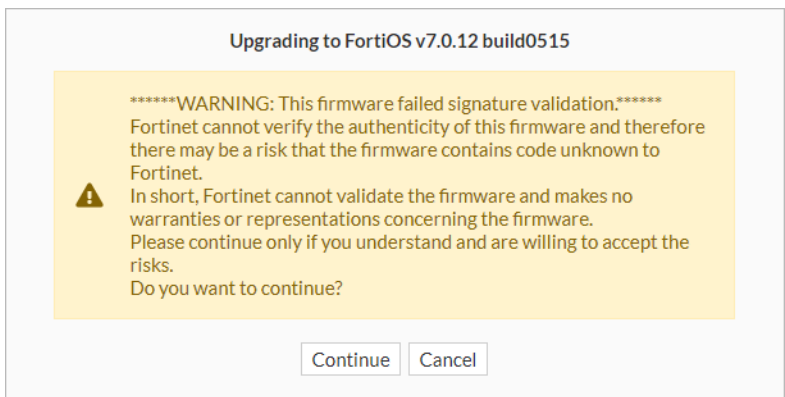 Upgrading to FortiOS v7.0.12 build0515
******WARNING: This firmware failed signature validation.******
Fortinet cannot verify the authenticity of this firmware and therefore
there may be a risk that the firmware contains code unknown to
Fortinet.
In short, Fortinet cannot validate the firmware and makes no
warranties or representations concerning the firmware.
Please continue only if you understand and are willing to accept the
risks.
Do you want to continue?
Continue Cancel